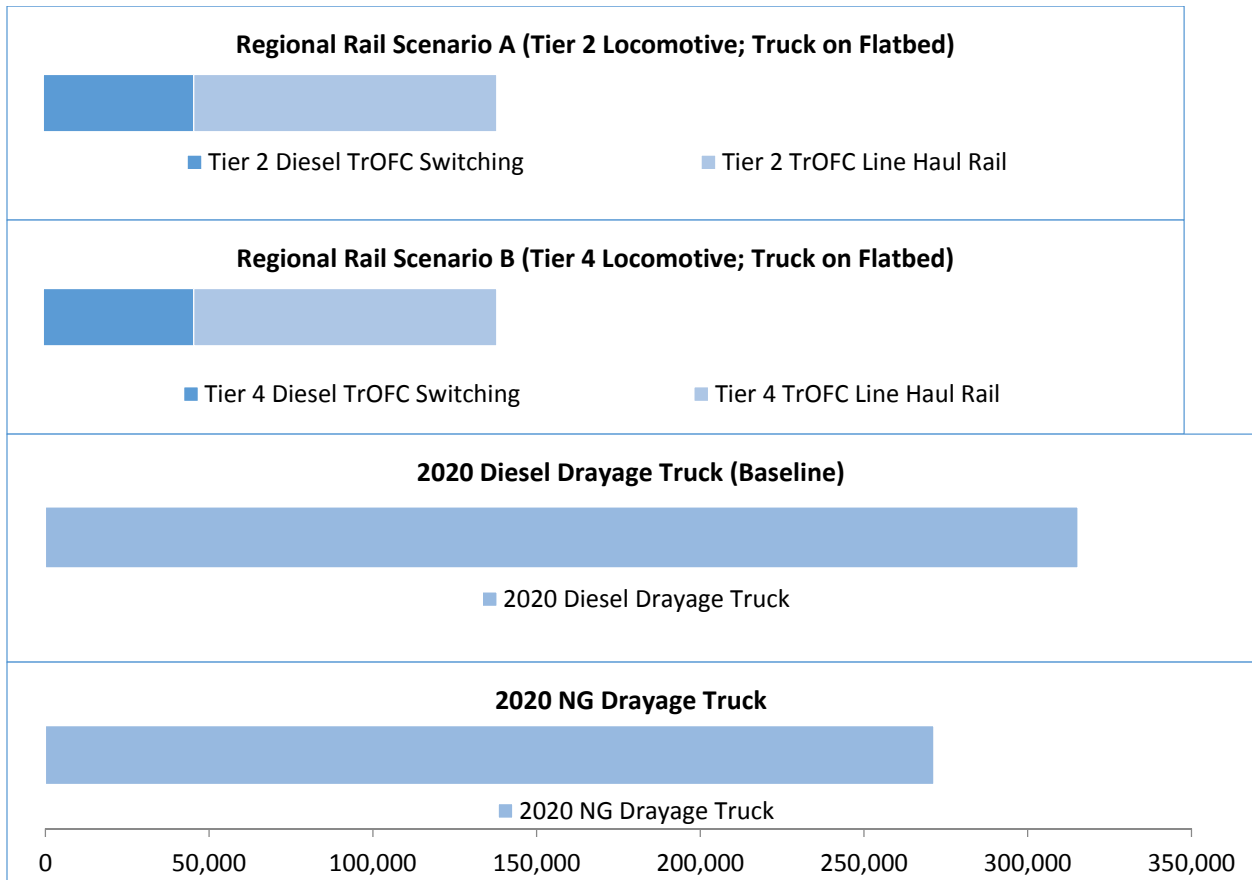 Regional Rail Scenario A (Tier 2 Locomotive; Truck on Flatbed)
Tier 2 Diesel TrOFC Switching Tier 2 TrOFC Line Haul Rail
Regional Rail Scenario B (Tier 4 Locomotive; Truck on Flatbed)
Tier 4 Diesel TrOFC Switching Tier 4 TrOFC Line Haul Rail
2020 Diesel Drayage Truck (Baseline)
2020 Diesel Drayage Truck
2020 NG Drayage Truck
2020 NG Drayage Truck
0 50,000 100,000 150,000 200,000 250,000 300,000 350,000